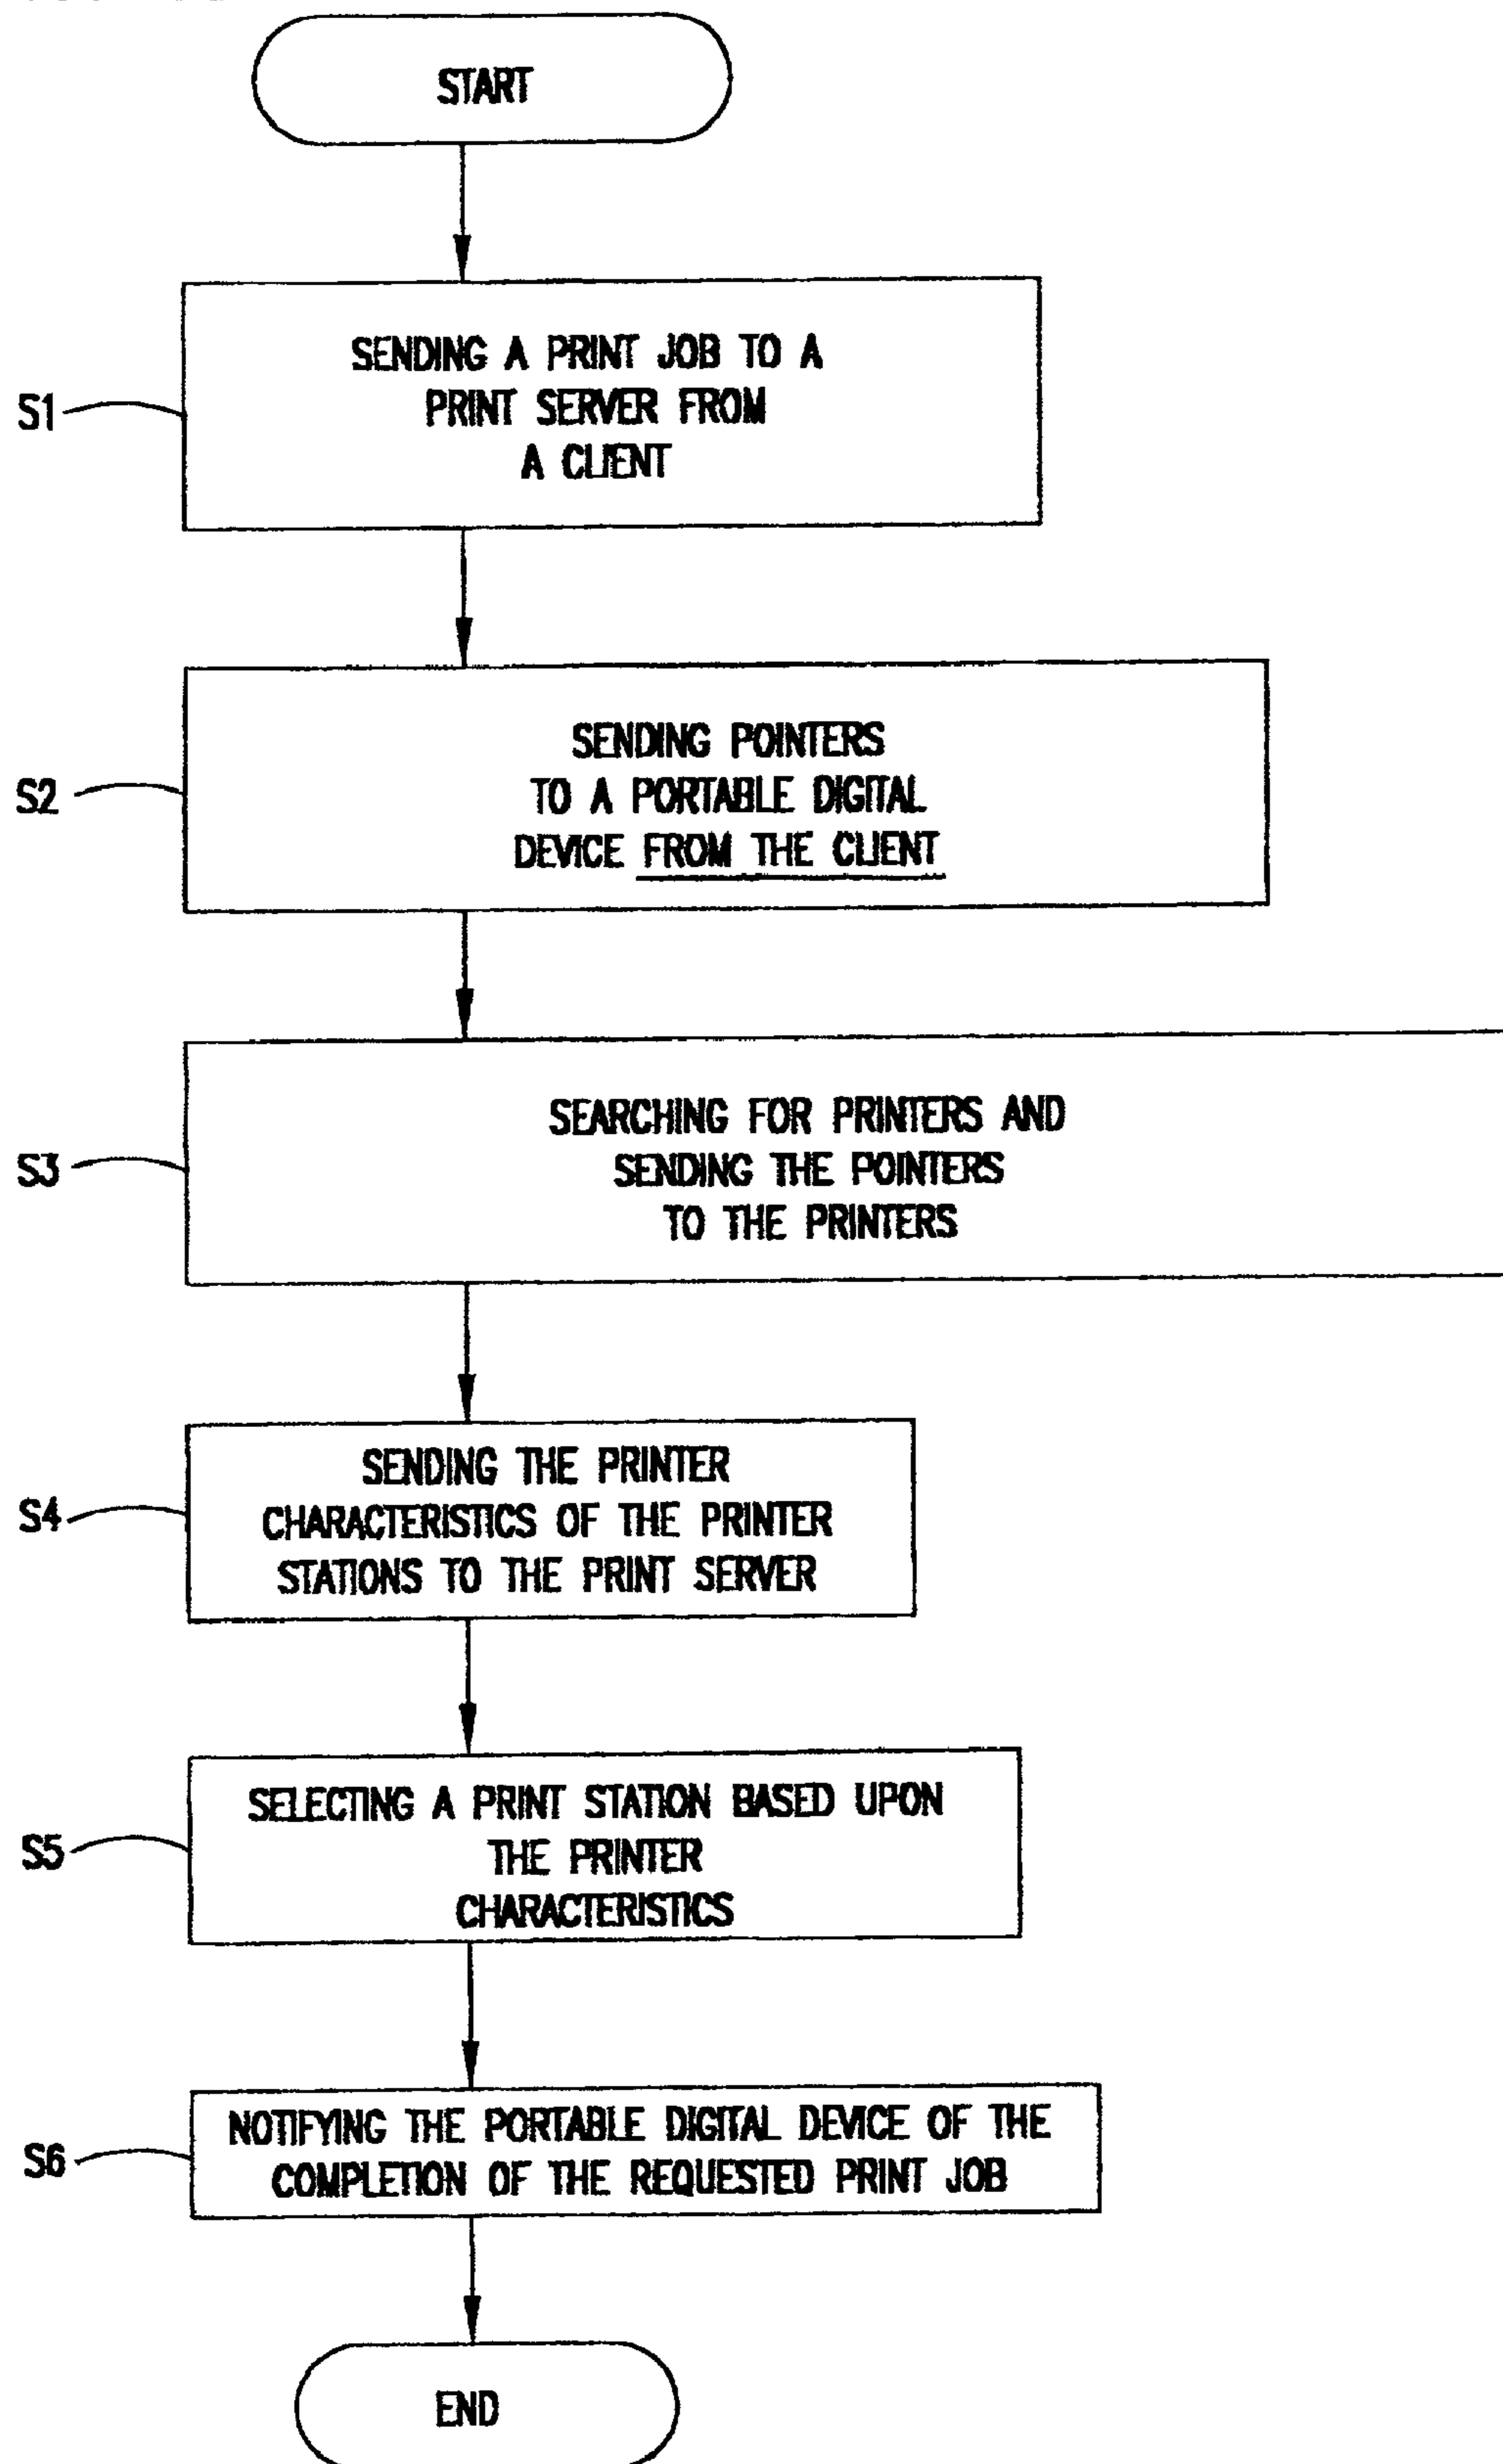 START
S1
SENDING A PRINT JOB TO A
PRINT SERVER FROM
A CLIENT
S2
SENDING POINTERS
TO A PORTABLE DIGITAL
DEVICE FROM THE CLIENT
S3
SEARCHING FOR PRINTERS AND
SENDING THE POINTERS
TO THE PRINTERS
S4
SENDING THE PRINTER
CHARACTERISTICS OF THE PRINTER
STATIONS TO THE PRINT SERVER
S5
SELECTING A PRINT STATION BASED UPON
THE PRINTER
CHARACTERISTICS
S6
NOTIFYING THE PORTABLE DIGITAL DEVICE OF THE
COMPLETION OF THE REQUESTED PRINT JOB
END